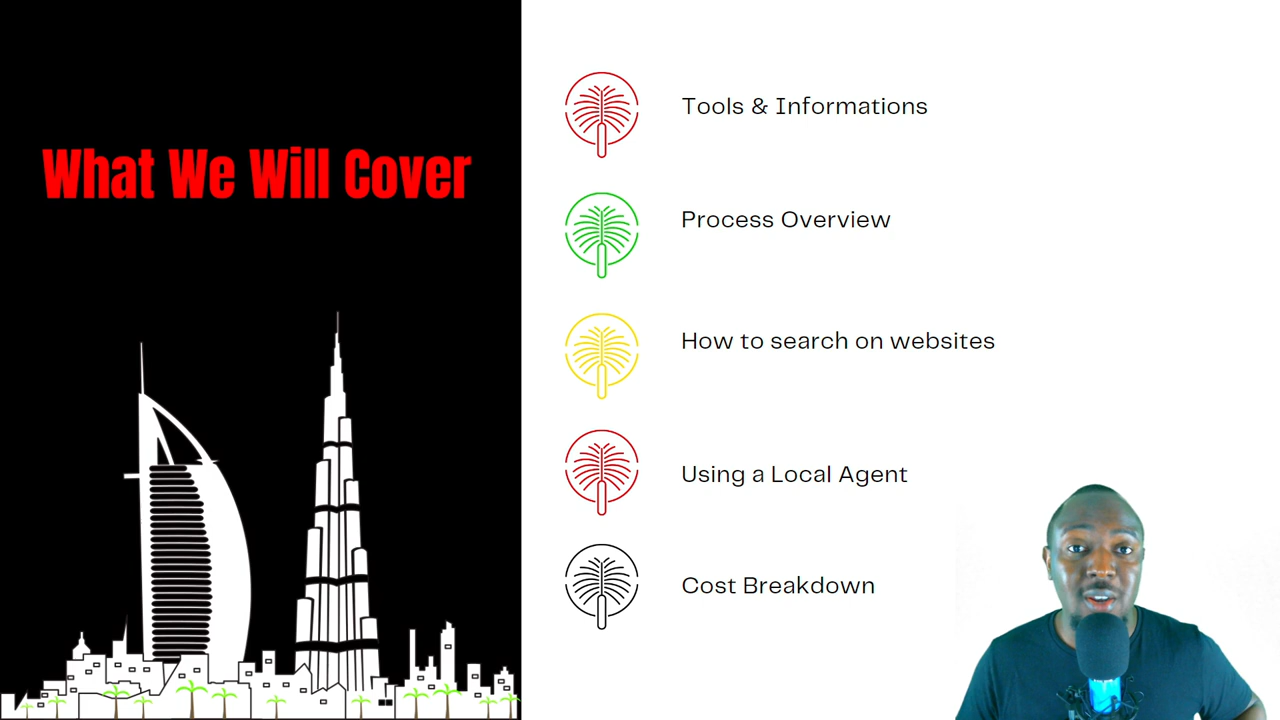 What We Will Cover
Tools & Informations
Process Overview
How to search on websites
Using a Local Agent
Cost Breakdown